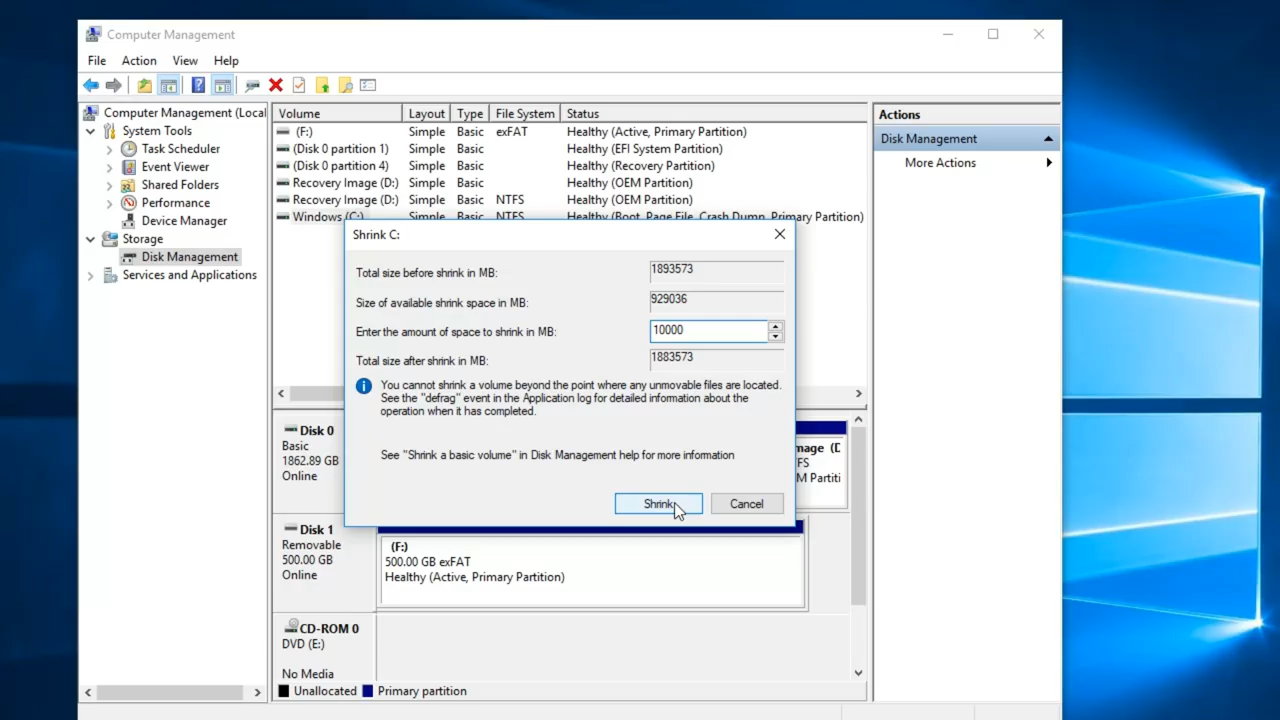 Computer Management
File Action View Help
Computer Management (Local
System Tools
Task Scheduler
Event Viewer
Shared Folders
Performance
Device Manager
Storage
Disk Management
Services and Applications
Volume Layout Type File System Status
(F:) Simple Basic exFAT Healthy (Active, Primary Partition)
(Disk 0 partition 1) Simple Basic Healthy (EFI System Partition)
(Disk 0 partition 4) Simple Basic Healthy (Recovery Partition)
Recovery Image (D:) Simple Basic Healthy (OEM Partition)
Recovery Image (D:) Simple Basic NTFS Healthy (OEM Partition)
Windows (C:) Simple Basic NTFS Healthy (Boot, Page File, Crash Dump, Primary Partition)
Actions
Disk Management
More Actions
Shrink C:
Total size before shrink in MB: 1893573
Size of available shrink space in MB: 929036
Enter the amount of space to shrink in MB: 10000
Total size after shrink in MB: 1883573
You cannot shrink a volume beyond the point where any unmovable files are located.
See the "defrag" event in the Application log for detailed information about the
operation when it has completed.
See "Shrink a basic volume" in Disk Management help for more information
Shrink Cancel
Disk 0
Basic
1862.89 GB
Online
mage (D
FS
M Partiti
Disk 1
Removable
500.00 GB
Online
(F:)
500.00 GB exFAT
Healthy (Active, Primary Partition)
CD-ROM 0
DVD (E:)
No Media
Unallocated Primary partition